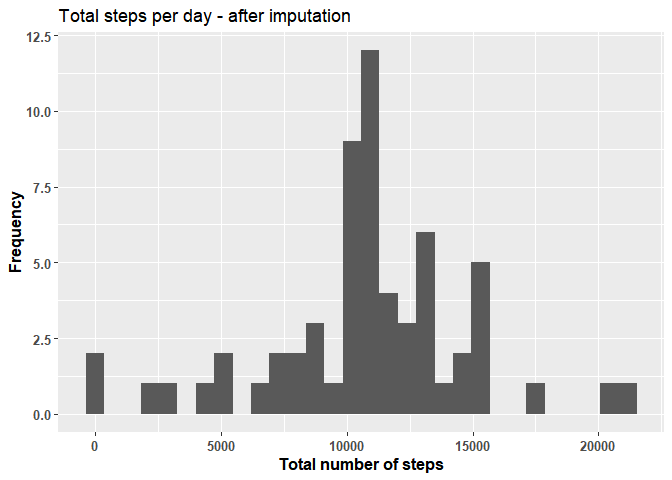 Total steps per day - after imputation
12.5
10.0
7.5
5.0
2.5
0.0
Frequency
0 5000 10000 15000 20000
Total number of steps